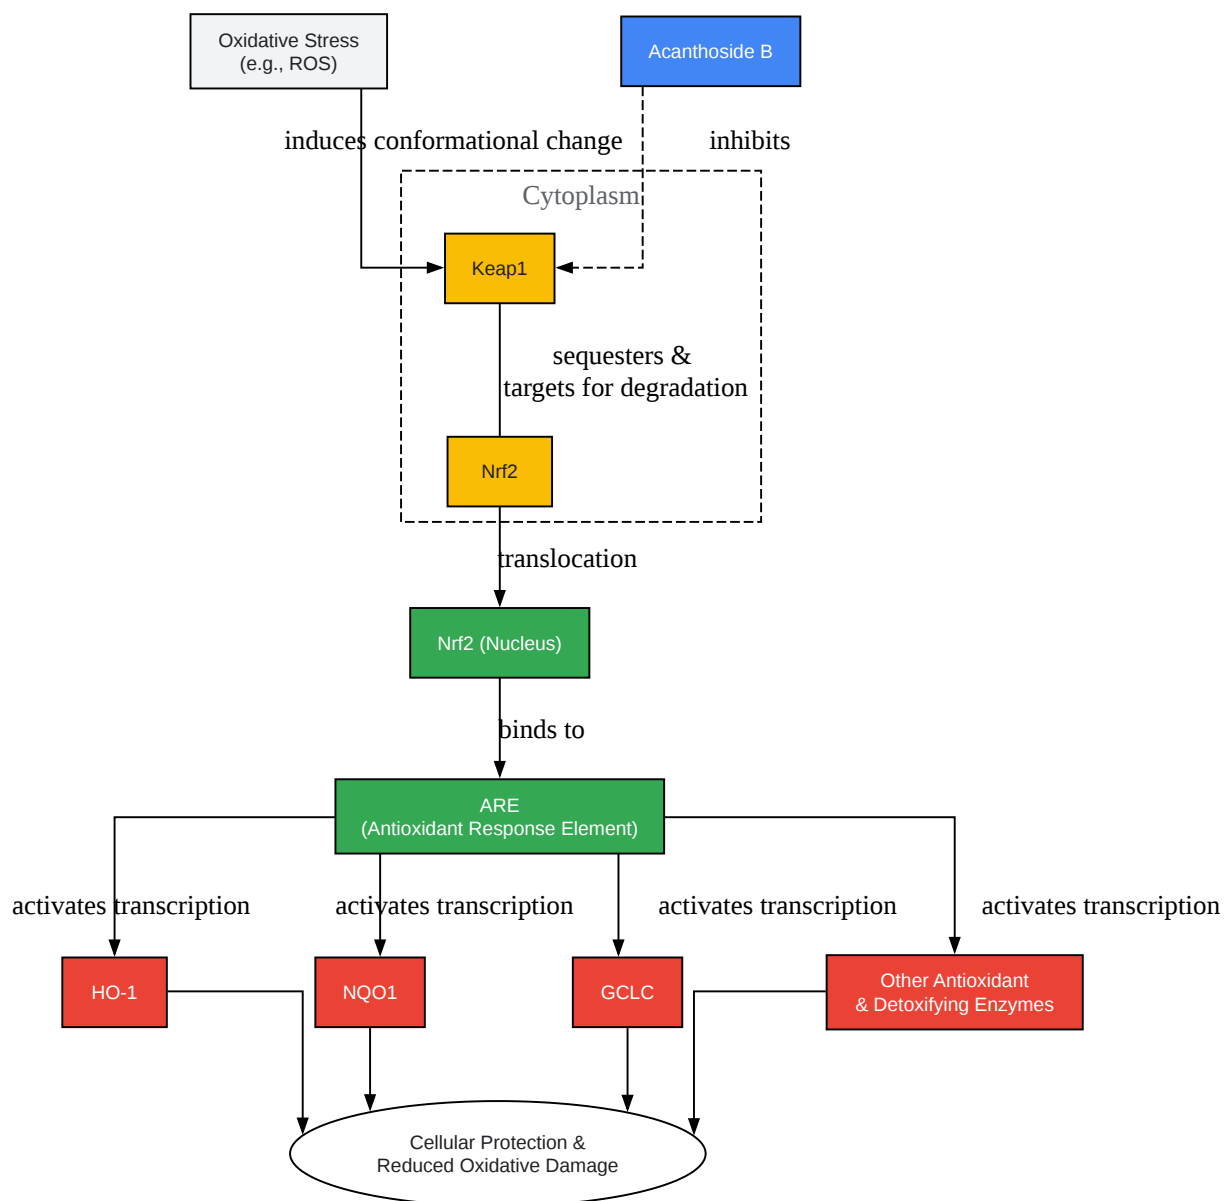 Oxidative Stress
(e.g., ROS)
Acanthoside B
induces conformational change
inhibits
Cytoplasm
Keap1
sequesters &
targets for degradation
Nrf2
translocation
Nrf2 (Nucleus)
binds to
ARE
(Antioxidant Response Element)
activates transcription
activates transcription
activates transcription
activates transcription
HO-1
NQO1
GCLC
Other Antioxidant
& Detoxifying Enzymes
Cellular Protection &
Reduced Oxidative Damage